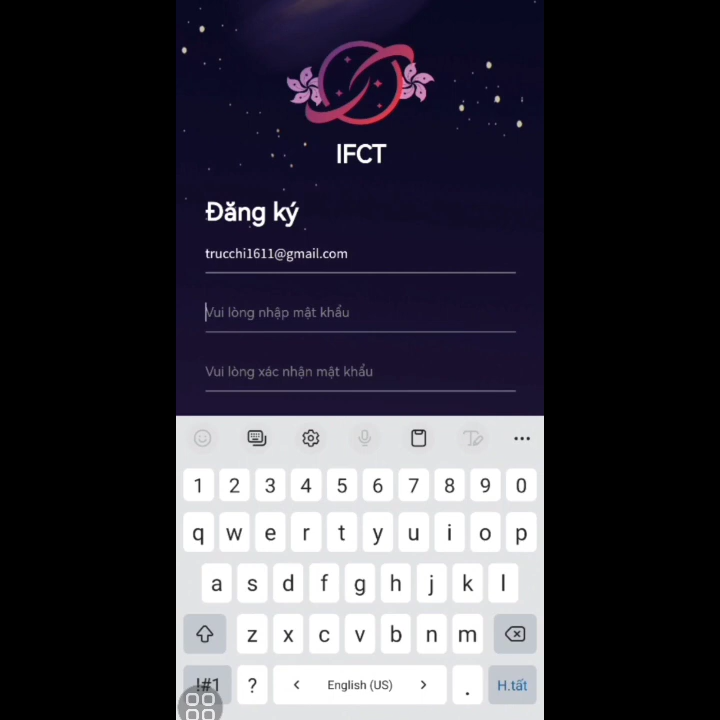 IFCT
Đăng ký
trucchi1611@gmail.com
Vui lòng nhập mật khẩu
Vui lòng xác nhận mật khẩu
1 2 3 4 5 6 7 8 9 0
q w e r t y u i o p
a s d f g h j k l
z x c v b n m
!#1 ? < English (US) > . H.tất